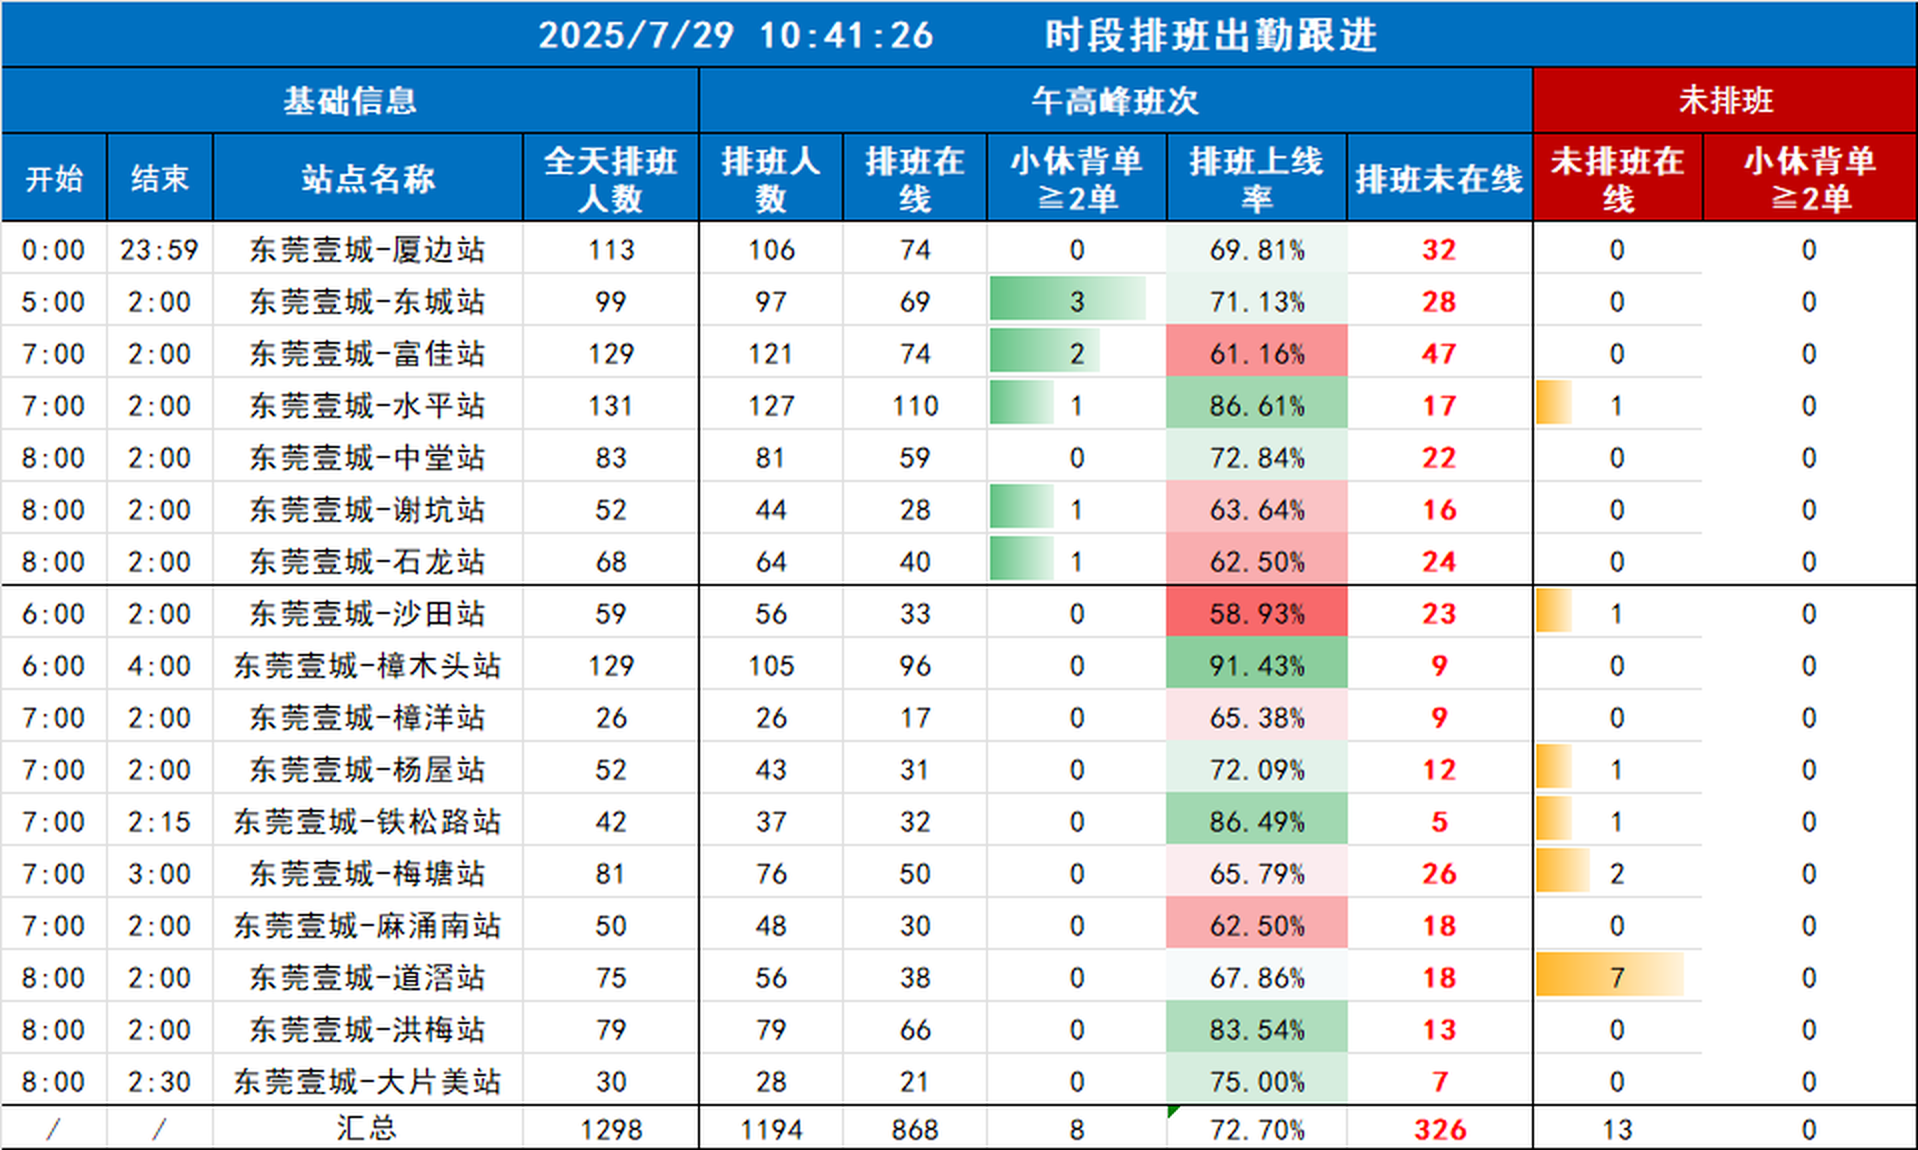 2025/7/29 10:41:26 时段排班出勤跟进
基础信息 午高峰班次 未排班
开始 结束 站点名称 全天排班人数 排班人数 排班在线 小休背单≧2单 排班上线率 排班未在线 未排班在线 小休背单≧2单
0:00 23:59 东莞壹城-厦边站 113 106 74 0 69.81% 32 0 0
5:00 2:00 东莞壹城-东城站 99 97 69 3 71.13% 28 0 0
7:00 2:00 东莞壹城-富佳站 129 121 74 2 61.16% 47 0 0
7:00 2:00 东莞壹城-水平站 131 127 110 1 86.61% 17 1 0
8:00 2:00 东莞壹城-中堂站 83 81 59 0 72.84% 22 0 0
8:00 2:00 东莞壹城-谢坑站 52 44 28 1 63.64% 16 0 0
8:00 2:00 东莞壹城-石龙站 68 64 40 1 62.50% 24 0 0
6:00 2:00 东莞壹城-沙田站 59 56 33 0 58.93% 23 1 0
6:00 4:00 东莞壹城-樟木头站 129 105 96 0 91.43% 9 0 0
7:00 2:00 东莞壹城-樟洋站 26 26 17 0 65.38% 9 0 0
7:00 2:00 东莞壹城-杨屋站 52 43 31 0 72.09% 12 1 0
7:00 2:15 东莞壹城-铁松路站 42 37 32 0 86.49% 5 1 0
7:00 3:00 东莞壹城-梅塘站 81 76 50 0 65.79% 26 2 0
7:00 2:00 东莞壹城-麻涌南站 50 48 30 0 62.50% 18 0 0
8:00 2:00 东莞壹城-道滘站 75 56 38 0 67.86% 18 7 0
8:00 2:00 东莞壹城-洪梅站 79 79 66 0 83.54% 13 0 0
8:00 2:30 东莞壹城-大片美站 30 28 21 0 75.00% 7 0 0
/ / 汇总 1298 1194 868 8 72.70% 326 13 0